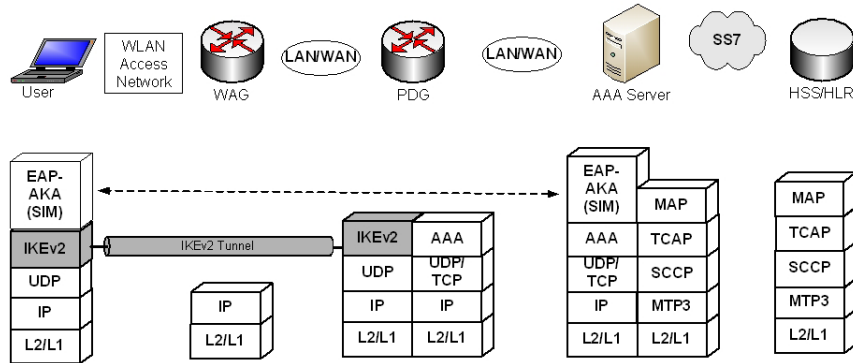 WLAN
Access
Network
LAN/WAN
LAN/WAN
SS7
User
WAG
PDG
AAA Server
HSS/HLR
EAP-
AKA
(SIM)
IKEv2
UDP
IP
L2/L1
IKEv2 Tunnel
IP
L2/L1
IKEv2
UDP
IP
L2/L1
AAA
UDP/
TCP
IP
L2/L1
EAP-
AKA
(SIM)
AAA
UDP/
TCP
IP
L2/L1
MAP
TCAP
SCCP
MTP3
L2/L1
MAP
TCAP
SCCP
MTP3
L2/L1